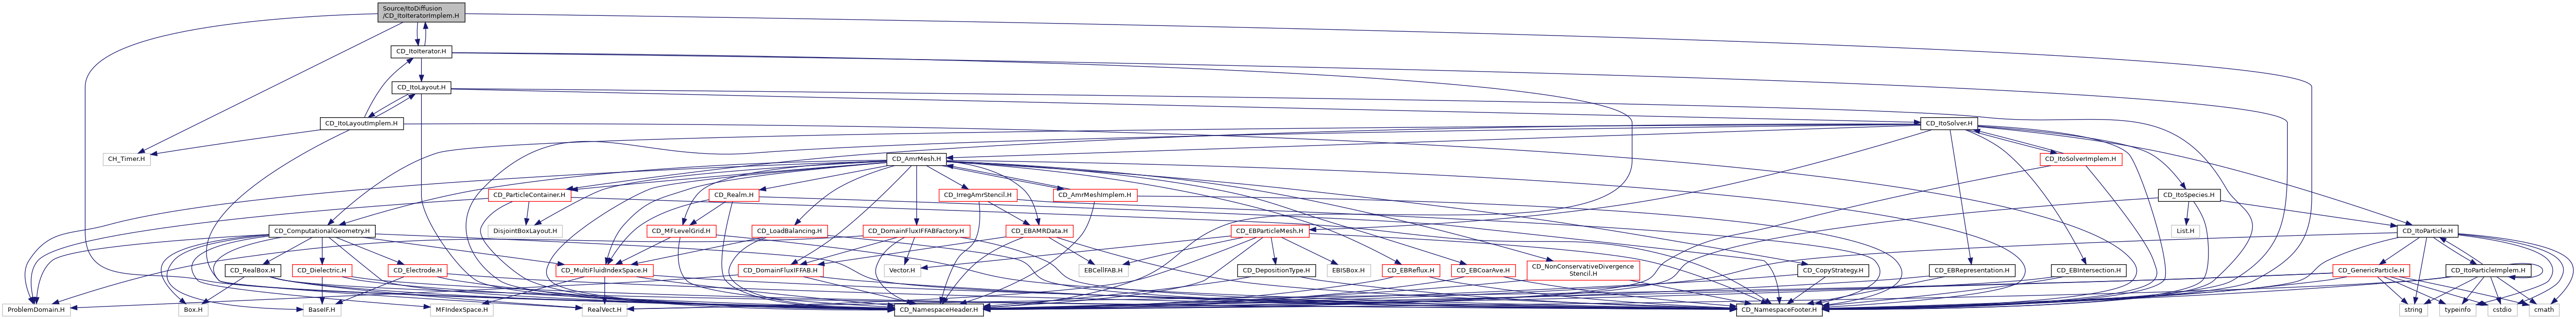 Source/ItoDiffusion
/CD_ItoIteratorImplem.H
CD_ItoIterator.H
CD_ItoLayout.H
CD_ItoLayoutImplem.H
CD_ItoSolver.H
CH_Timer.H
CD_AmrMesh.H
CD_ItoSolverImplem.H
CD_ParticleContainer.H
CD_Realm.H
CD_IrregAmrStencil.H
CD_AmrMeshImplem.H
CD_ItoSpecies.H
CD_ComputationalGeometry.H
DisjointBoxLayout.H
CD_MFLevelGrid.H
CD_LoadBalancing.H
CD_DomainFluxIFFABFactory.H
CD_EBAMRData.H
CD_EBParticleMesh.H
List.H
CD_ItoParticle.H
CD_RealBox.H
CD_Dielectric.H
CD_Electrode.H
CD_MultiFluidIndexSpace.H
CD_DomainFluxIFFAB.H
Vector.H
EBCellFAB.H
CD_DepositionType.H
EBISBox.H
CD_EBReflux.H
CD_EBCoarAve.H
CD_NonConservativeDivergence
Stencil.H
CD_CopyStrategy.H
CD_EBRepresentation.H
CD_EBIntersection.H
CD_GenericParticle.H
CD_ItoParticleImplem.H
ProblemDomain.H
Box.H
BaseIF.H
MFIndexSpace.H
RealVect.H
CD_NamespaceHeader.H
CD_NamespaceFooter.H
string
typeinfo
cstdio
cmath